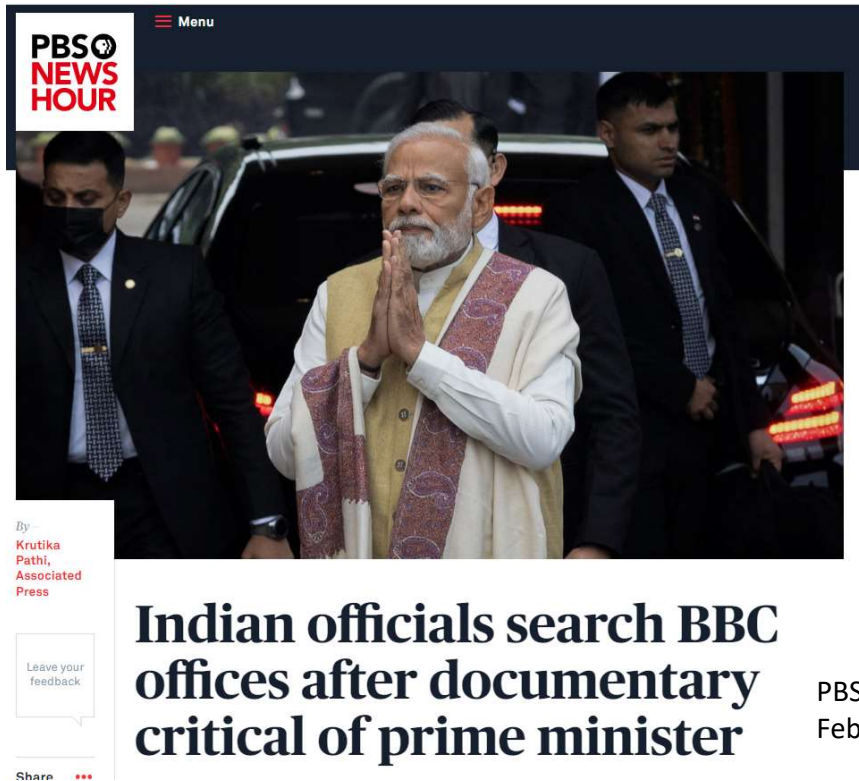 Menu
PBS
NEWS
HOUR
By
Krutika
Pathi,
Associated
Press
Leave your
feedback
Indian officials search BBC
offices after documentary
critical of prime minister
PBS
Feb
Share